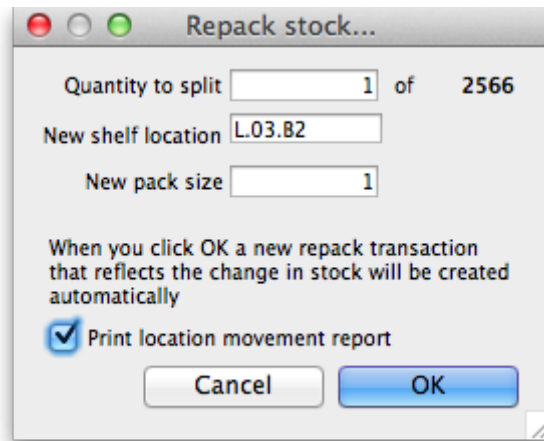 Repack stock...
Quantity to split 1 of 2566
New shelf location L.03.B2
New pack size 1
When you click OK a new repack transaction
that reflects the change in stock will be created
automatically
Print location movement report
Cancel OK